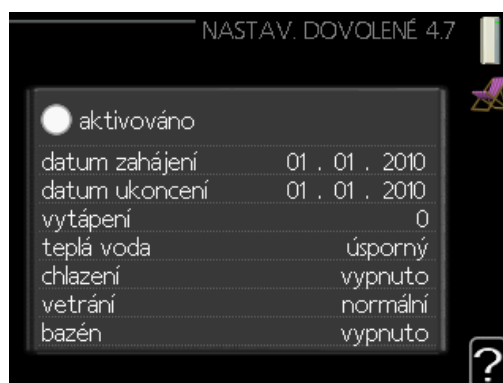 NASTAV. DOVOLENÉ 4.7
aktivováno
datum zahájení 01 . 01 . 2010
datum ukoncení 01 . 01 . 2010
vytápení 0
teplá voda úsporný
chlazení vypnuto
vetrání normální
bazén vypnuto
?